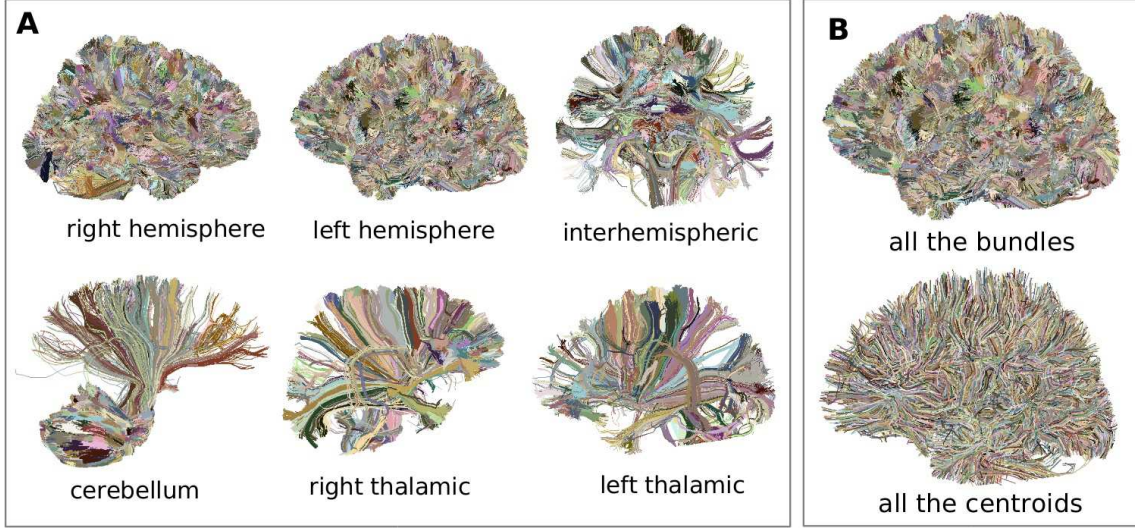 A
right hemisphere
left hemisphere
interhemispheric
cerebellum
right thalamic
left thalamic
B
all the bundles
all the centroids